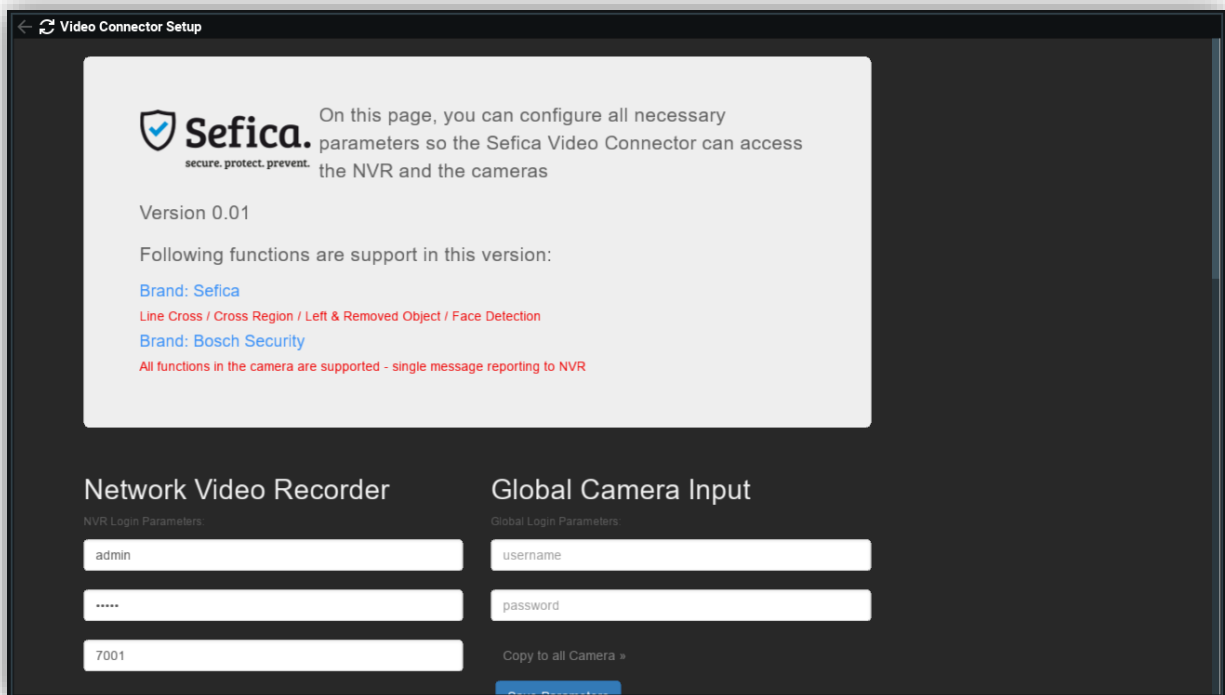 Video Connector Setup
Sefica.
secure. protect. prevent.
On this page, you can configure all necessary
parameters so the Sefica Video Connector can access
the NVR and the cameras
Version 0.01
Following functions are support in this version:
Brand: Sefica
Line Cross / Cross Region / Left & Removed Object / Face Detection
Brand: Bosch Security
All functions in the camera are supported - single message reporting to NVR
Network Video Recorder
NVR Login Parameters:
admin
•••••
7001
Global Camera Input
Global Login Parameters:
username
password
Copy to all Camera »
Save Parameters